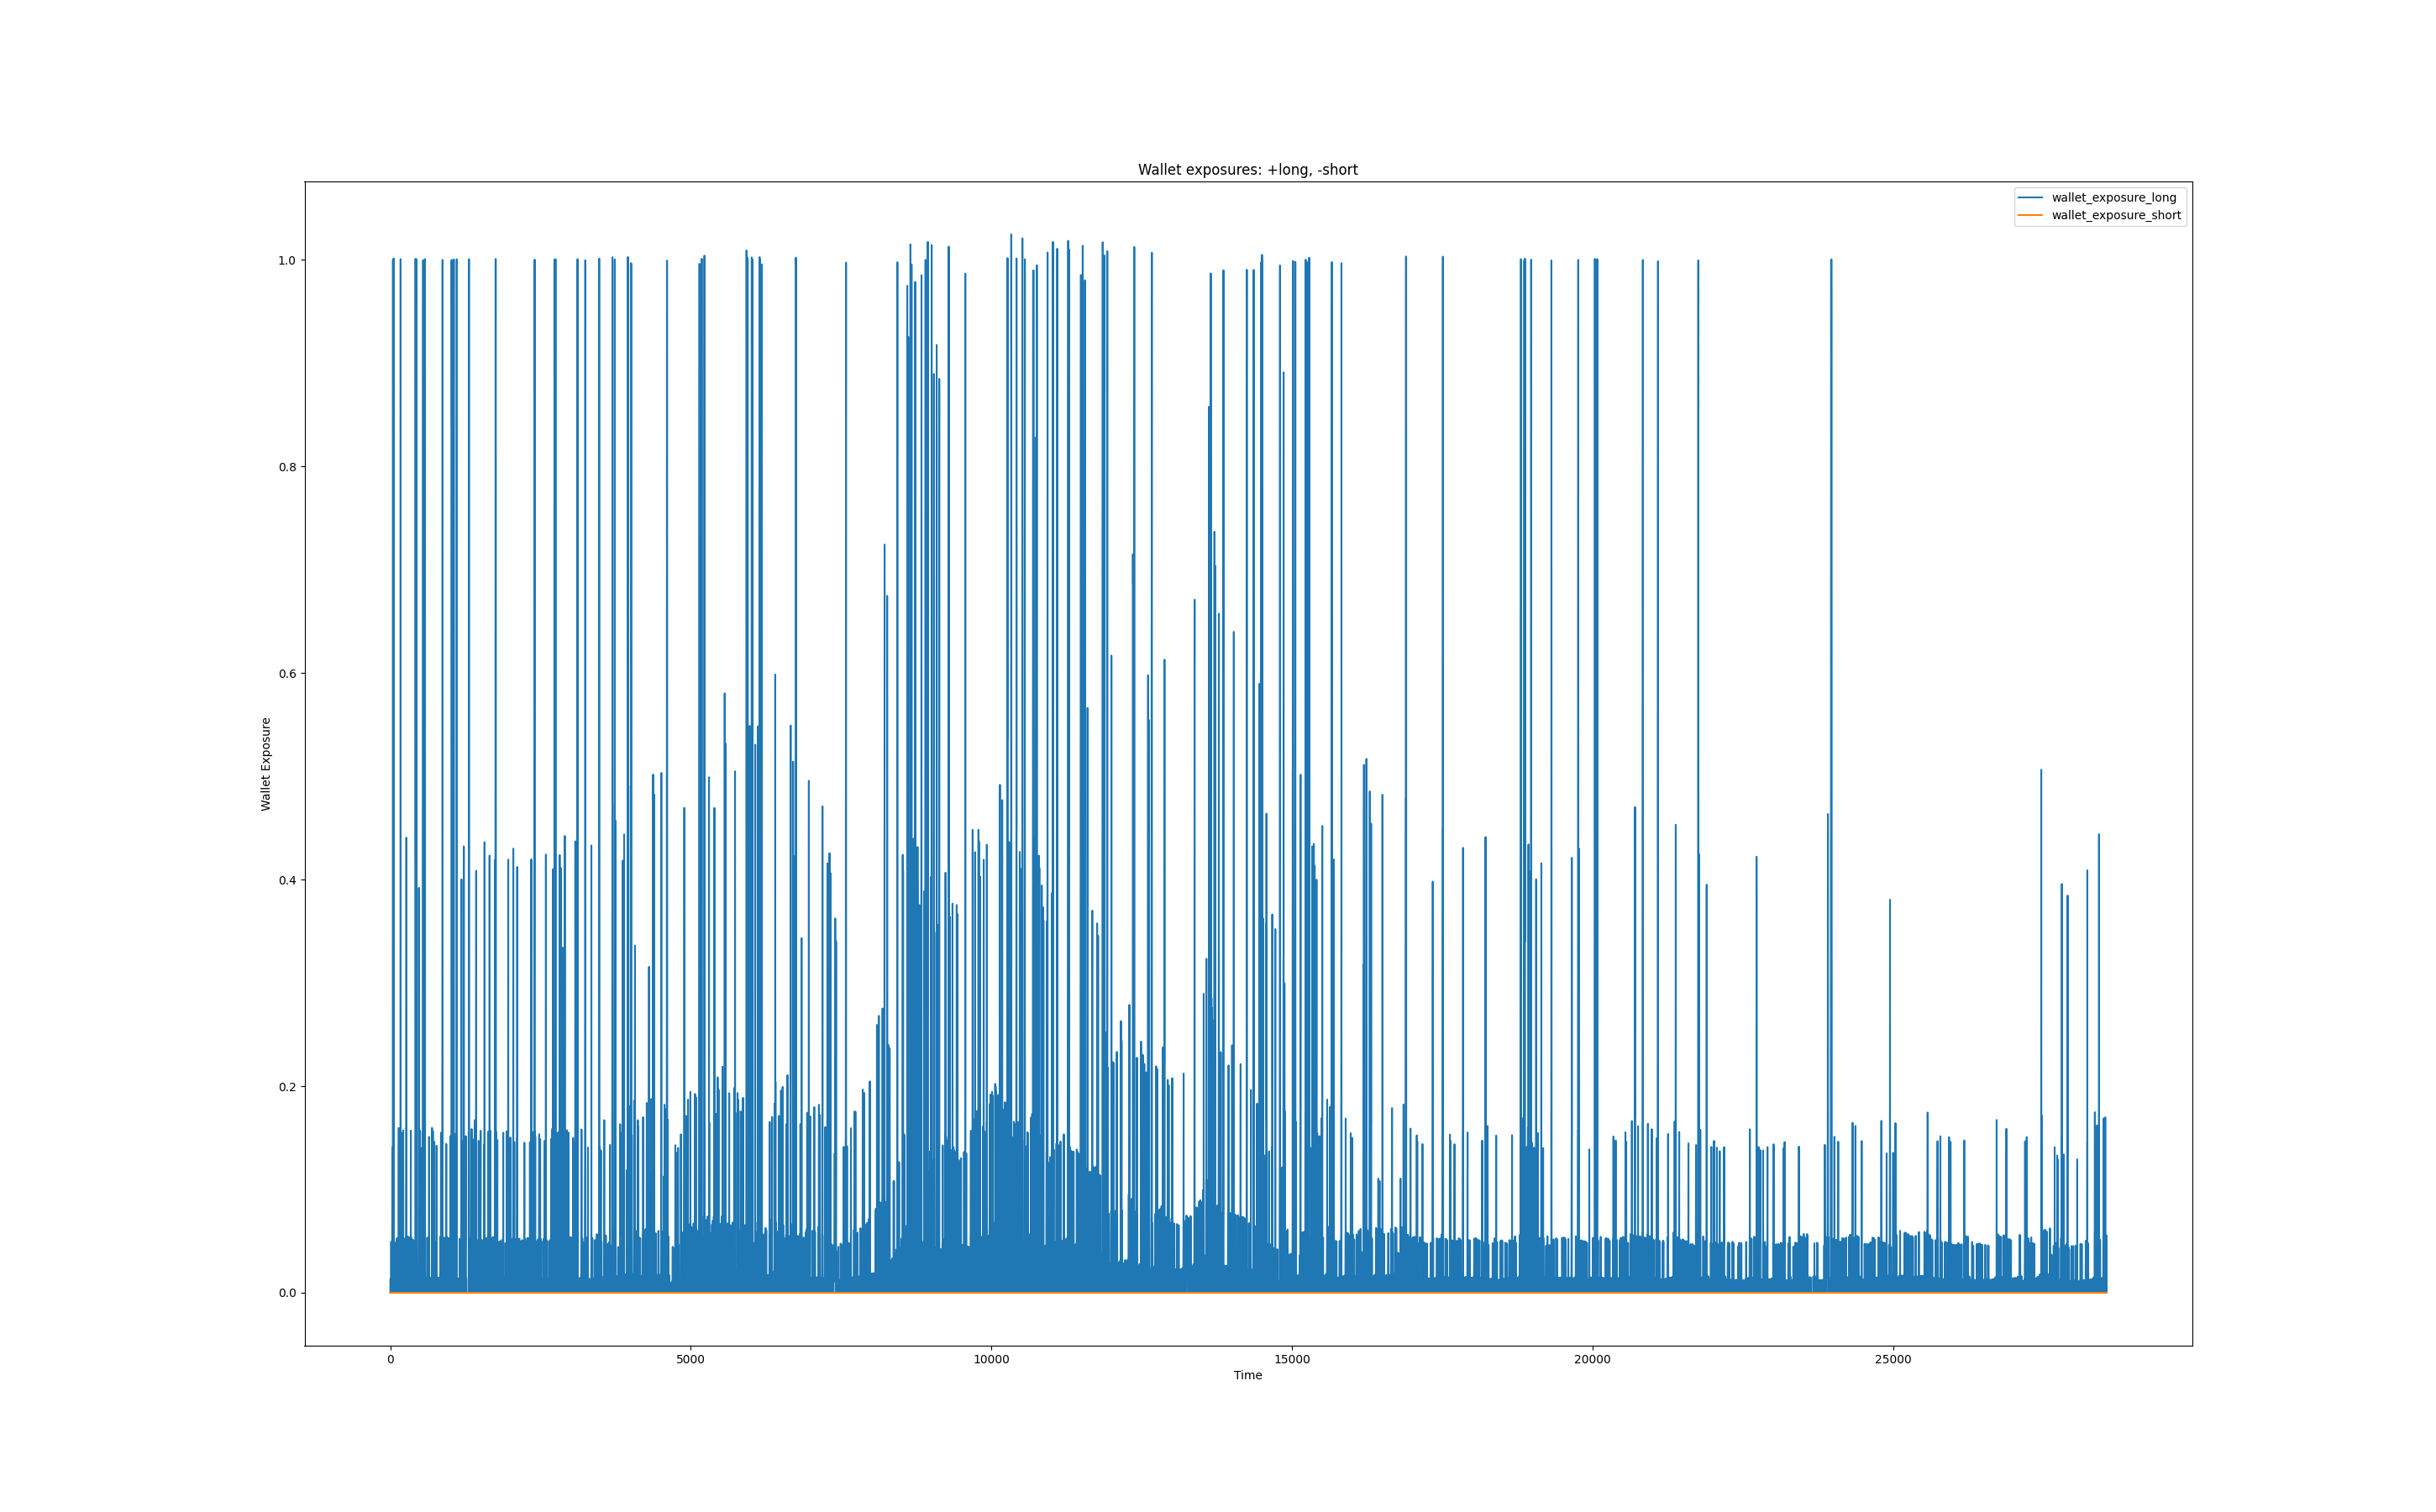 Wallet exposures: +long, -short
wallet_exposure_long
wallet_exposure_short
1.0
0.8
0.6
0.4
0.2
0.0
Wallet Exposure
0 5000 10000 15000 20000 25000
Time